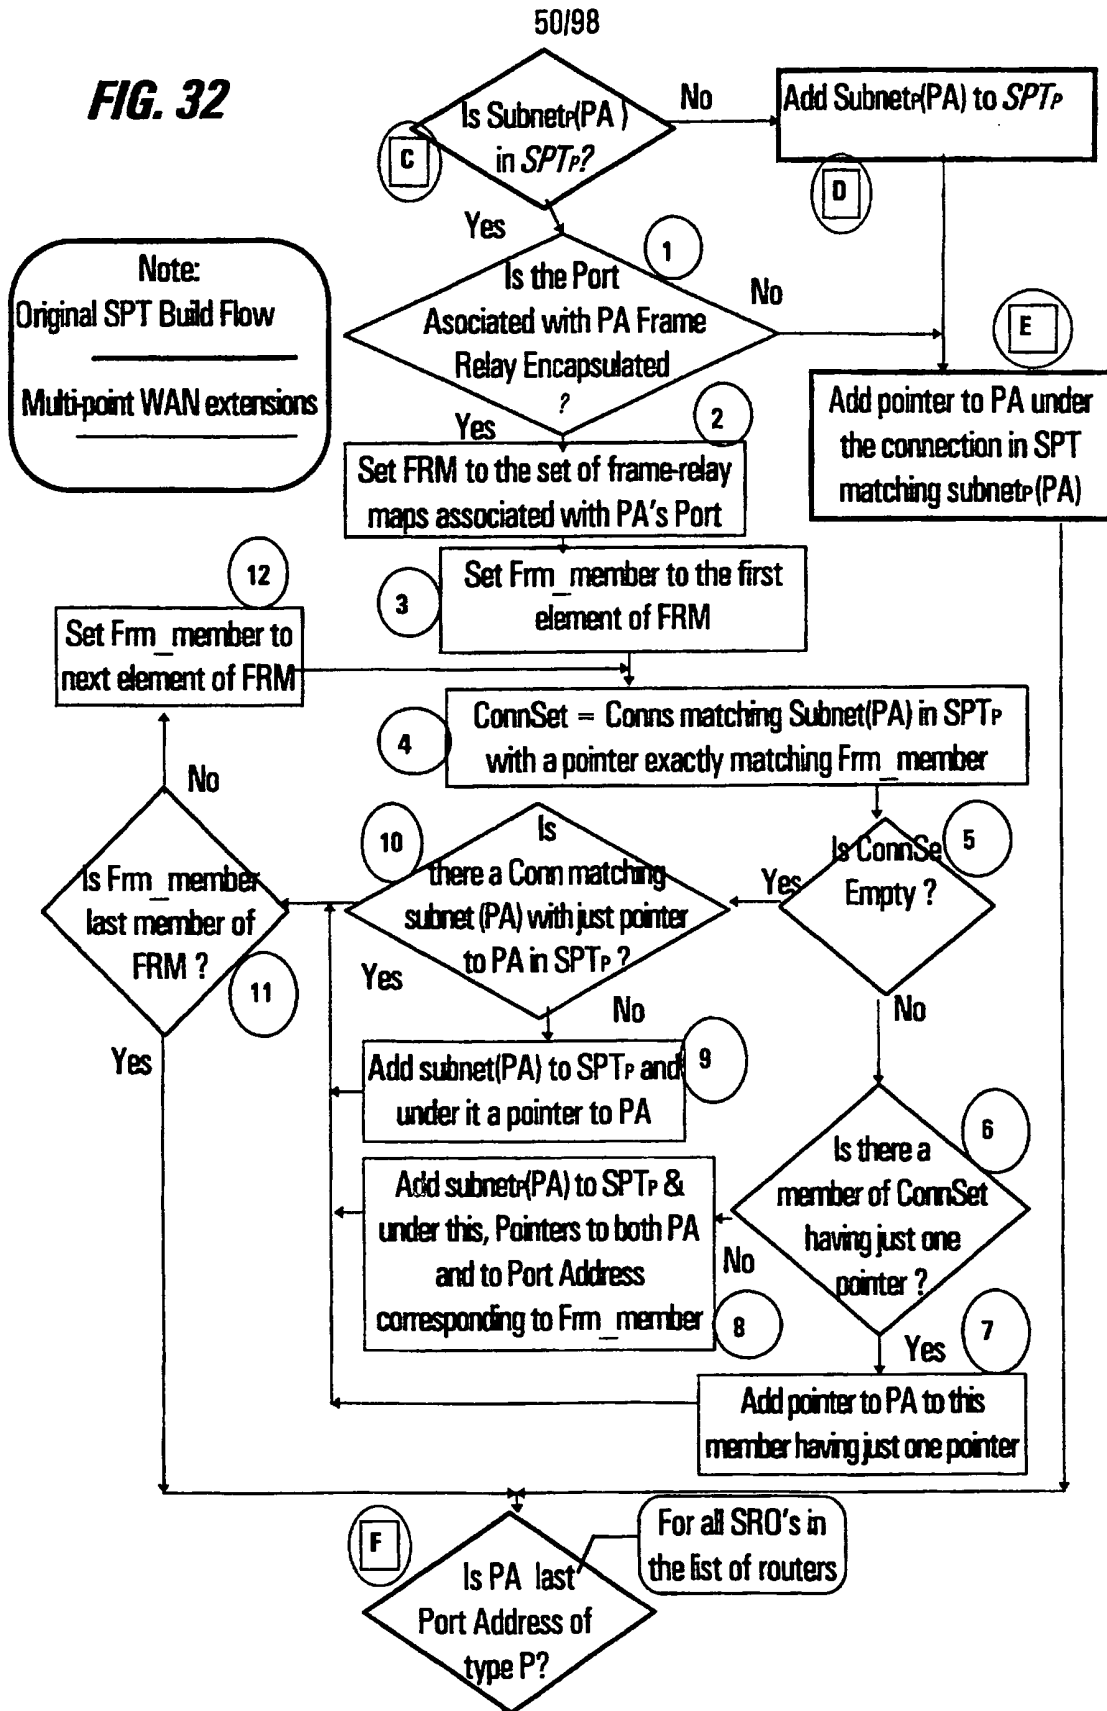 50/98
FIG. 32
Is SubnetP(PA )
in SPTP?
C
No
Add SubnetP(PA) to SPTP
D
Yes
Note:
Original SPT Build Flow
Multi-point WAN extensions
1
Is the Port
Asociated with PA Frame
Relay Encapsulated
?
No
E
Add pointer to PA under
the connection in SPT
matching subnetP(PA)
Yes
2
Set FRM to the set of frame-relay
maps associated with PA's Port
3
Set Frm_member to the first
element of FRM
12
Set Frm_member to
next element of FRM
4
ConnSet = Conns matching Subnet(PA) in SPTP
with a pointer exactly matching Frm_member
No
5
Is ConnSe
Empty ?
Yes
10
Is
there a Conn matching
subnet (PA) with just pointer
to PA in SPTP ?
Is Frm_member
last member of
FRM ?
11
Yes
No
No
Yes
9
Add subnet(PA) to SPTP and
under it a pointer to PA
6
Is there a
member of ConnSet
having just one
pointer ?
No
Add subnetP(PA) to SPTP &
under this, Pointers to both PA
and to Port Address
corresponding to Frm_member
8
Yes
7
Add pointer to PA to this
member having just one pointer
F
Is PA last
Port Address of
type P?
For all SRO's in
the list of routers